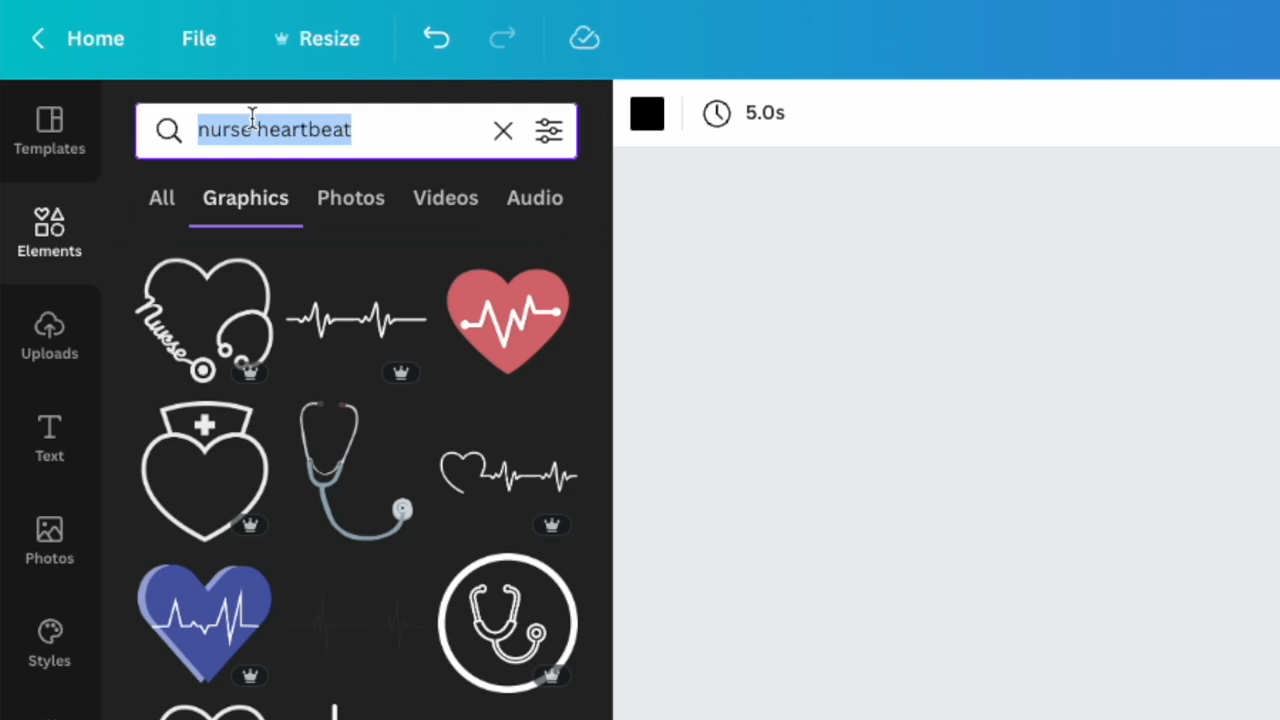 Home File Resize
nurse heartbeat
5.0s
Templates
All Graphics Photos Videos Audio
Elements
Nurse
Uploads
Text
Photos
Styles